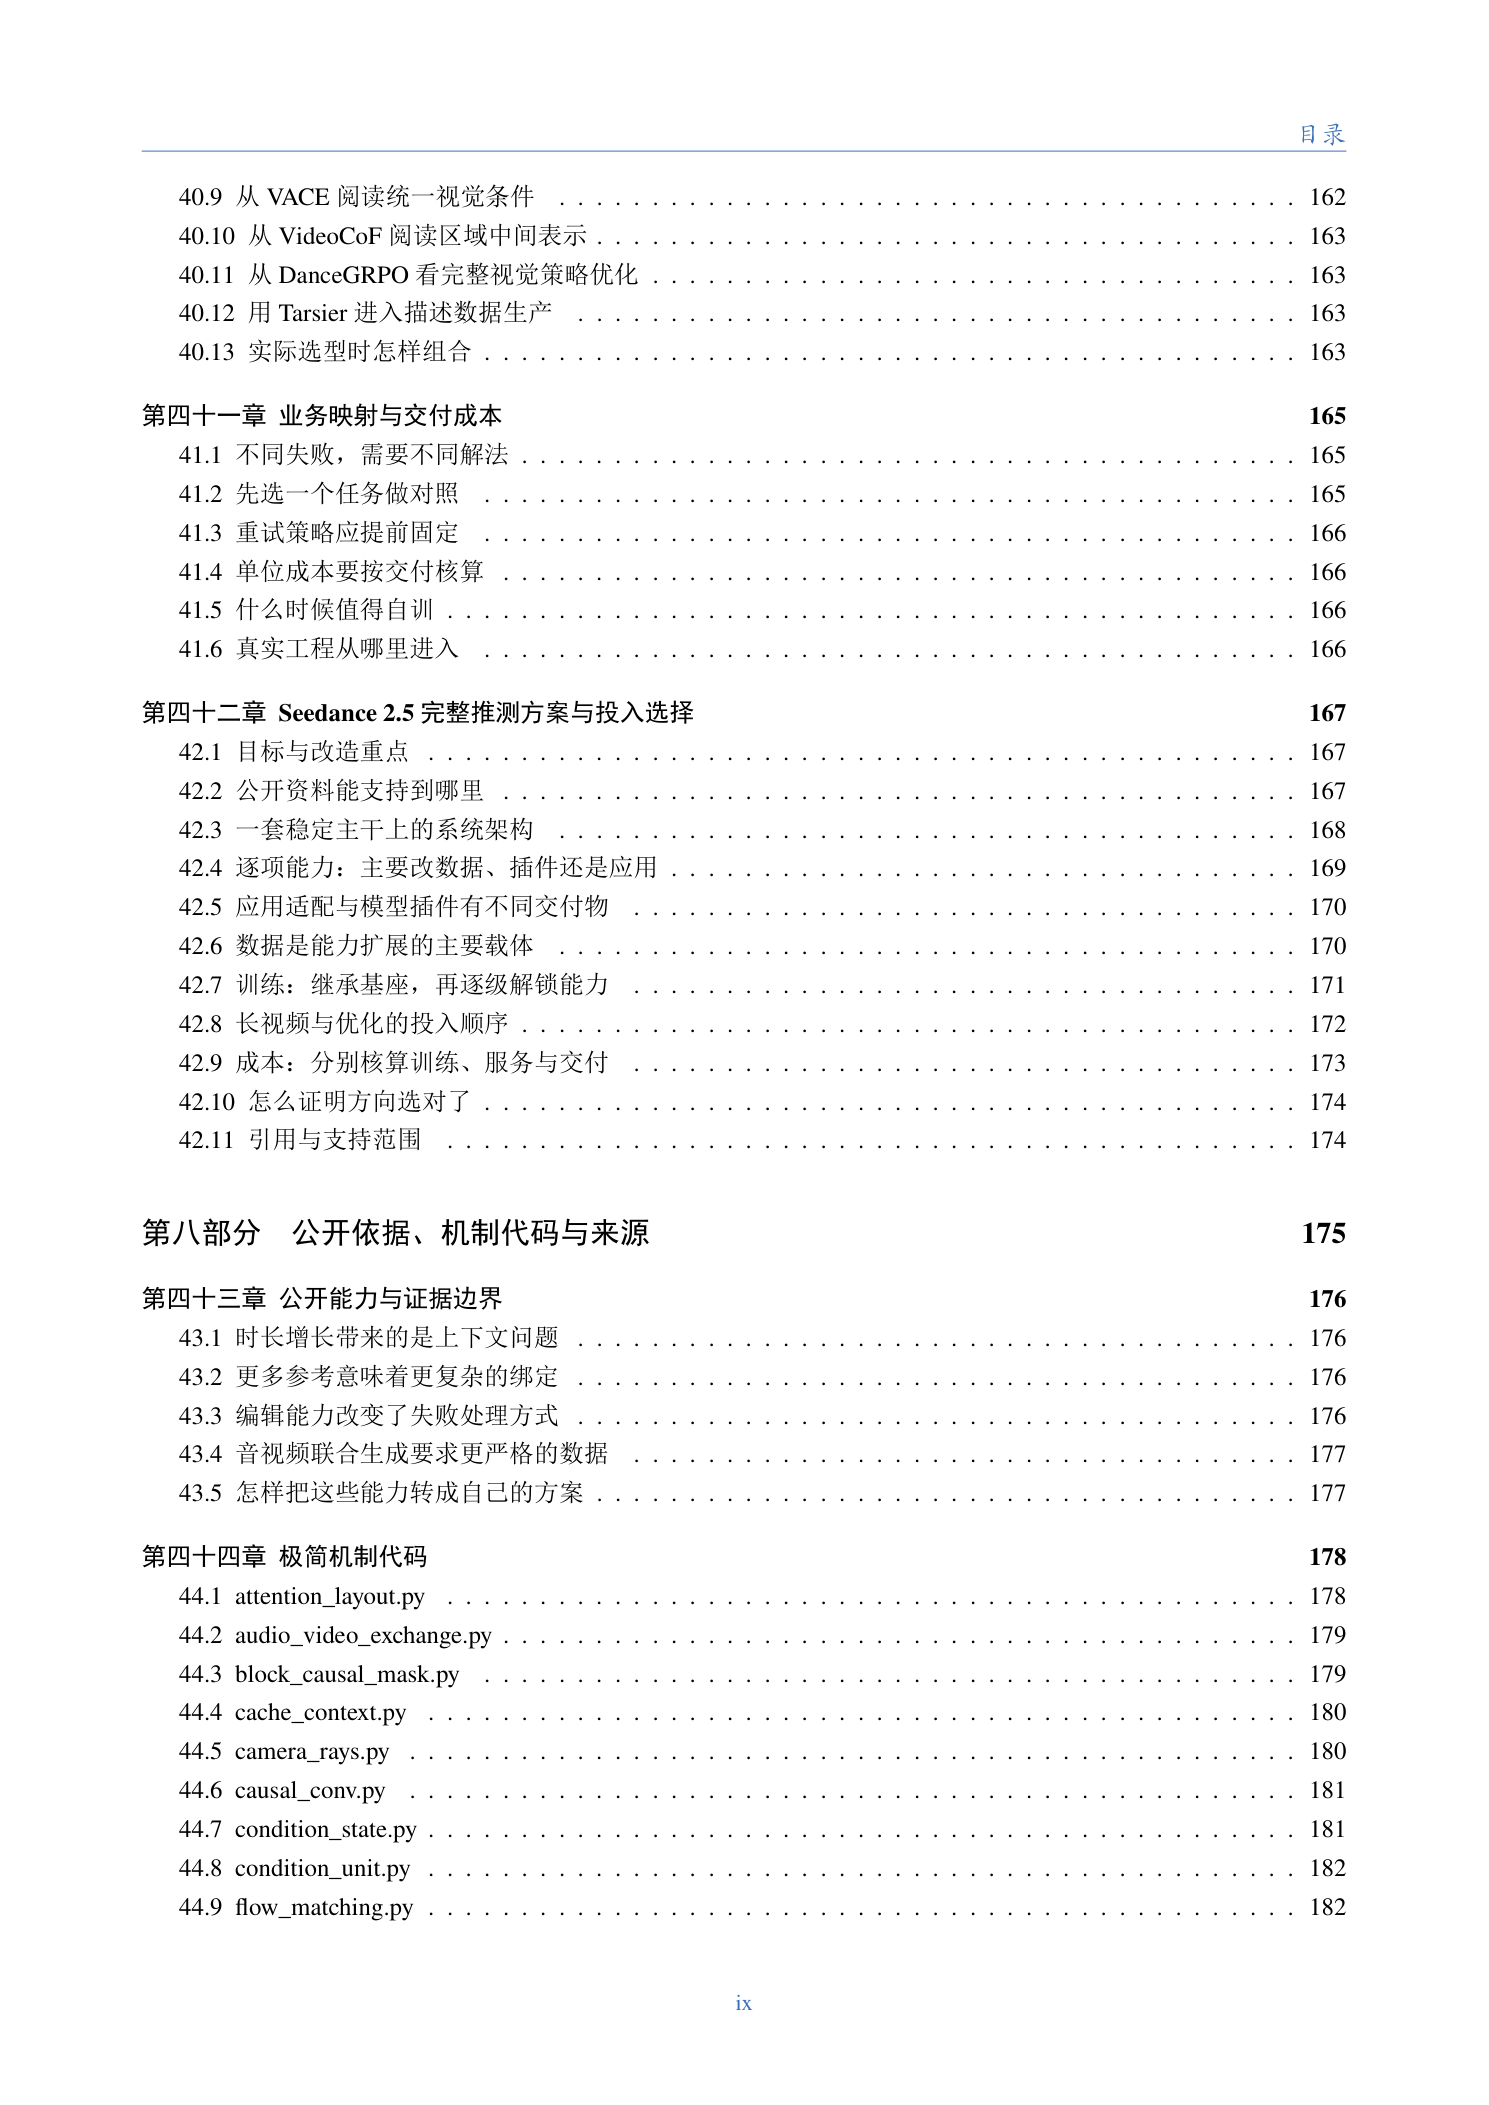 目录
40.9 从 VACE 阅读统一视觉条件 . . . . . . . . . . . . . . . . . . . . 162
40.10 从 VideoCoF 阅读区域中间表示 . . . . . . . . . . . . . . . . . . . . 163
40.11 从 DanceGRPO 看完整视觉策略优化 . . . . . . . . . . . . . . . . . . . . 163
40.12 用 Tarsier 进入描述数据生产 . . . . . . . . . . . . . . . . . . . . 163
40.13 实际选型时怎样组合 . . . . . . . . . . . . . . . . . . . . 163
第四十一章 业务映射与交付成本 165
41.1 不同失败，需要不同解法 . . . . . . . . . . . . . . . . . . . . 165
41.2 先选一个任务做对照 . . . . . . . . . . . . . . . . . . . . 165
41.3 重试策略应提前固定 . . . . . . . . . . . . . . . . . . . . 166
41.4 单位成本要按交付核算 . . . . . . . . . . . . . . . . . . . . 166
41.5 什么时候值得自训 . . . . . . . . . . . . . . . . . . . . 166
41.6 真实工程从哪里进入 . . . . . . . . . . . . . . . . . . . . 166
第四十二章 Seedance 2.5 完整推测方案与投入选择 167
42.1 目标与改造重点 . . . . . . . . . . . . . . . . . . . . 167
42.2 公开资料能支持到哪里 . . . . . . . . . . . . . . . . . . . . 167
42.3 一套稳定主干上的系统架构 . . . . . . . . . . . . . . . . . . . . 168
42.4 逐项能力：主要改数据、插件还是应用 . . . . . . . . . . . . . . . . . . . . 169
42.5 应用适配与模型插件有不同交付物 . . . . . . . . . . . . . . . . . . . . 170
42.6 数据是能力扩展的主要载体 . . . . . . . . . . . . . . . . . . . . 170
42.7 训练：继承基座，再逐级解锁能力 . . . . . . . . . . . . . . . . . . . . 171
42.8 长视频与优化的投入顺序 . . . . . . . . . . . . . . . . . . . . 172
42.9 成本：分别核算训练、服务与交付 . . . . . . . . . . . . . . . . . . . . 173
42.10 怎么证明方向选对了 . . . . . . . . . . . . . . . . . . . . 174
42.11 引用与支持范围 . . . . . . . . . . . . . . . . . . . . 174
第八部分 公开依据、机制代码与来源 175
第四十三章 公开能力与证据边界 176
43.1 时长增长带来的是上下文问题 . . . . . . . . . . . . . . . . . . . . 176
43.2 更多参考意味着更复杂的绑定 . . . . . . . . . . . . . . . . . . . . 176
43.3 编辑能力改变了失败处理方式 . . . . . . . . . . . . . . . . . . . . 176
43.4 音视频联合生成要求更严格的数据 . . . . . . . . . . . . . . . . . . . . 177
43.5 怎样把这些能力转成自己的方案 . . . . . . . . . . . . . . . . . . . . 177
第四十四章 极简机制代码 178
44.1 attention_layout.py . . . . . . . . . . . . . . . . . . . . 178
44.2 audio_video_exchange.py . . . . . . . . . . . . . . . . . . . . 179
44.3 block_causal_mask.py . . . . . . . . . . . . . . . . . . . . 179
44.4 cache_context.py . . . . . . . . . . . . . . . . . . . . 180
44.5 camera_rays.py . . . . . . . . . . . . . . . . . . . . 180
44.6 causal_conv.py . . . . . . . . . . . . . . . . . . . . 181
44.7 condition_state.py . . . . . . . . . . . . . . . . . . . . 181
44.8 condition_unit.py . . . . . . . . . . . . . . . . . . . . 182
44.9 flow_matching.py . . . . . . . . . . . . . . . . . . . . 182
ix